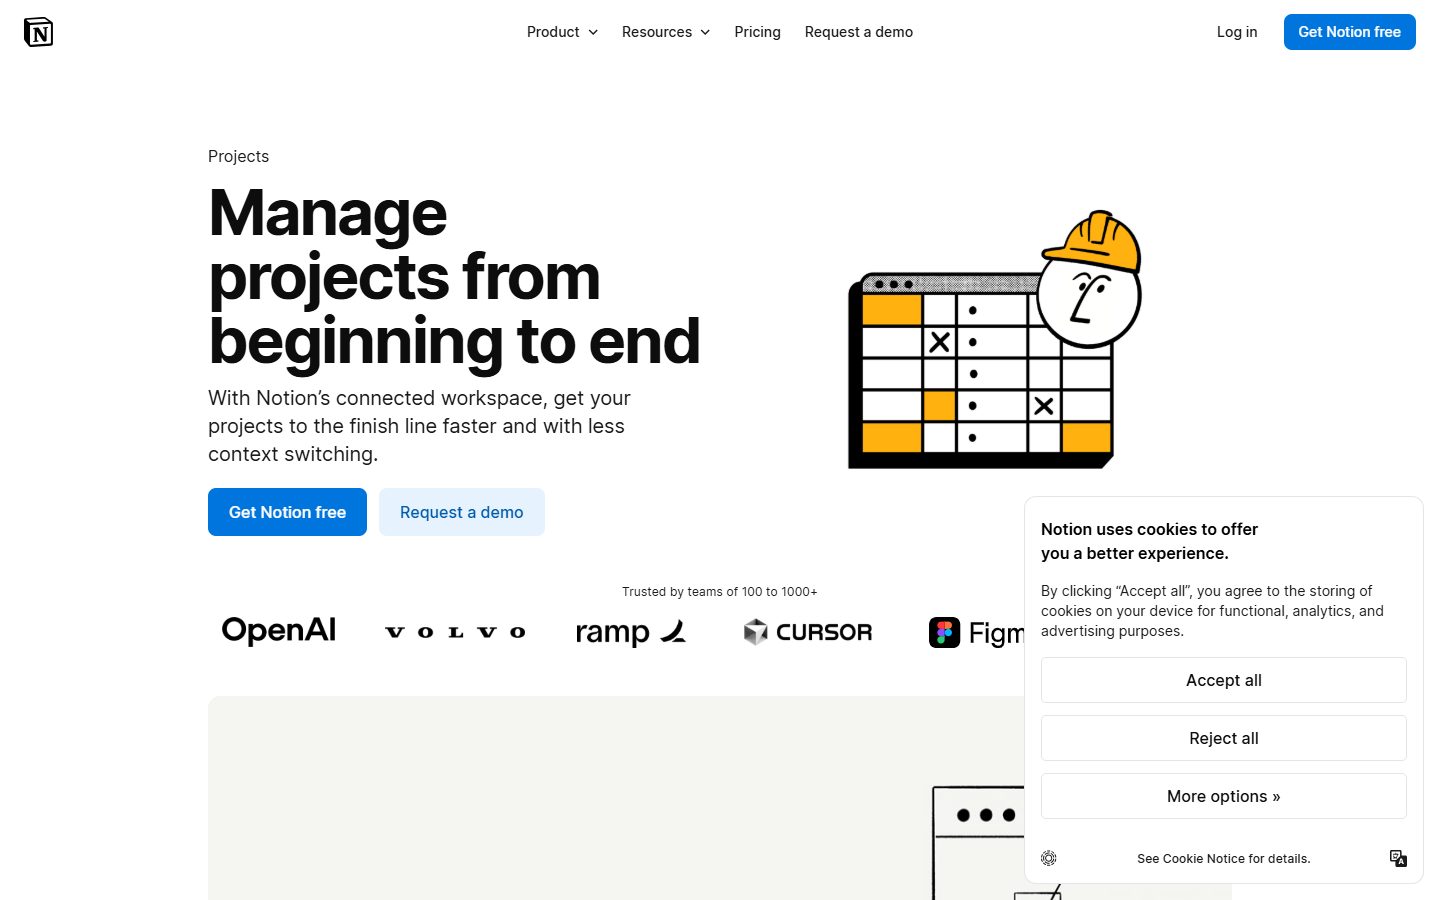 N
Product
Resources
Pricing
Request a demo
Log in
Get Notion free
Projects
Manage
projects from
beginning to end
With Notion’s connected workspace, get your
projects to the finish line faster and with less
context switching.
Get Notion free
Request a demo
Trusted by teams of 100 to 1000+
OpenAI
VOLVO
ramp
CURSOR
Notion uses cookies to offer
you a better experience.
By clicking “Accept all”, you agree to the storing of
cookies on your device for functional, analytics, and
advertising purposes.
Accept all
Reject all
More options »
See Cookie Notice for details.